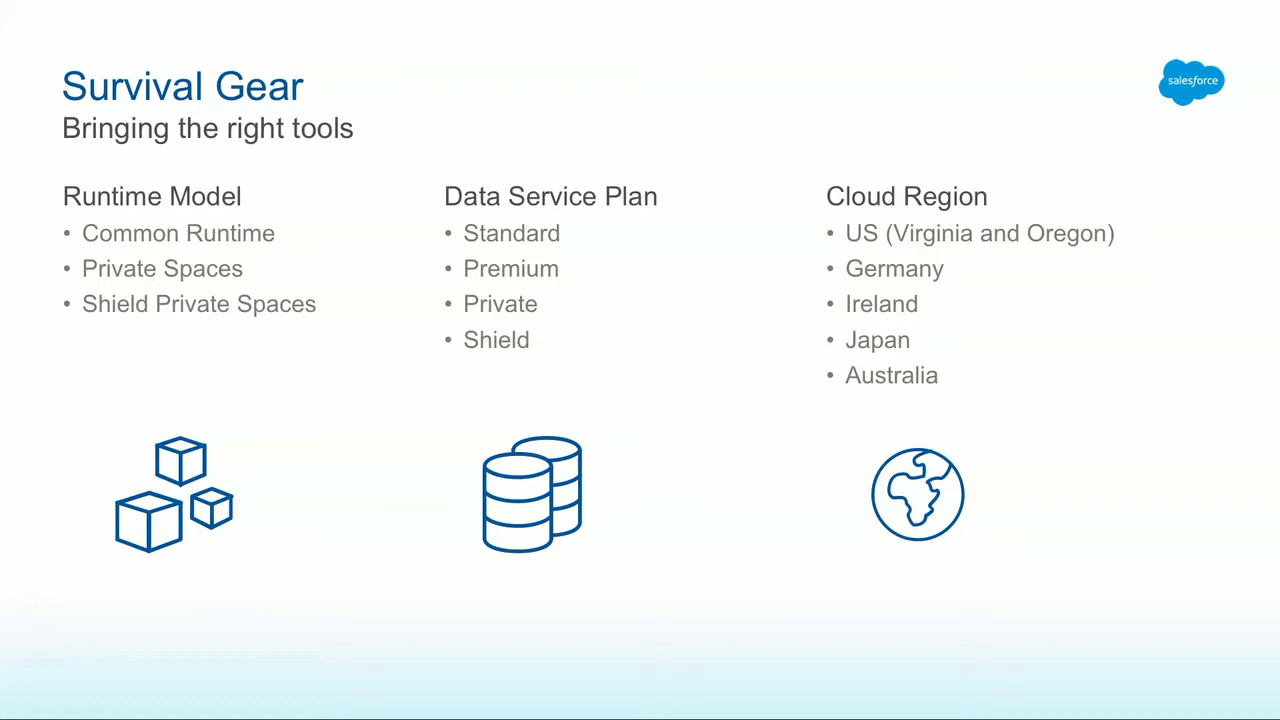 Survival Gear
Bringing the right tools
salesforce
Runtime Model
• Common Runtime
• Private Spaces
• Shield Private Spaces
Data Service Plan
• Standard
• Premium
• Private
• Shield
Cloud Region
• US (Virginia and Oregon)
• Germany
• Ireland
• Japan
• Australia